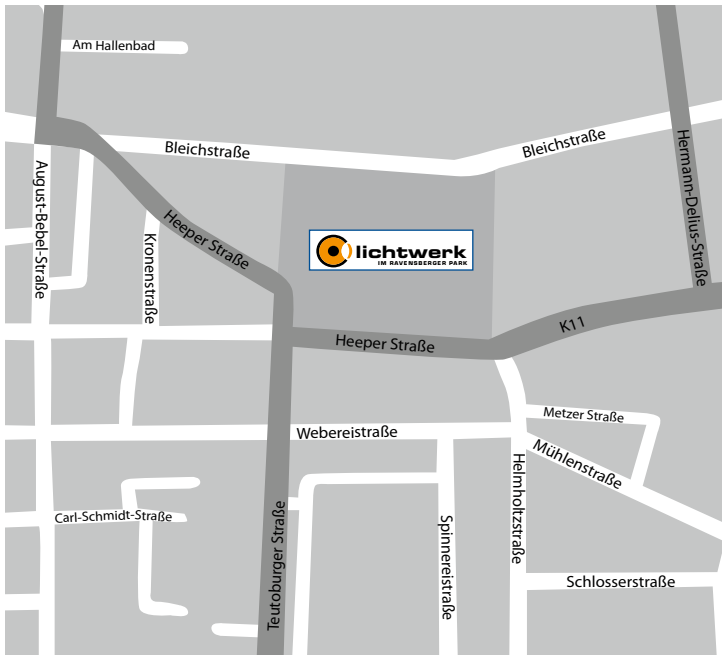 Am Hallenbad
Bleichstraße
Bleichstraße
Hermann-Delius-Straße
August-Bebel-Straße
Kronenstraße
Heeper Straße
lichtwerk
IM RAVENSBERGER PARK
K11
Heeper Straße
Metzer Straße
Webereistraße
Mühlenstraße
Helmholtzstraße
Carl-Schmidt-Straße
Teutoburger Straße
Spinnereistraße
Schlosserstraße